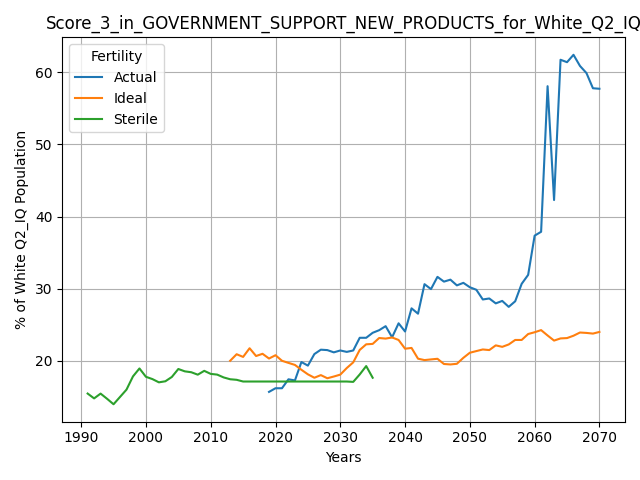 Score_3_in_GOVERNMENT_SUPPORT_NEW_PRODUCTS_for_White_Q2_IQ
Fertility
Actual
Ideal
Sterile
% of White Q2_IQ Population
60
50
40
30
20
1990 2000 2010 2020 2030 2040 2050 2060 2070
Years